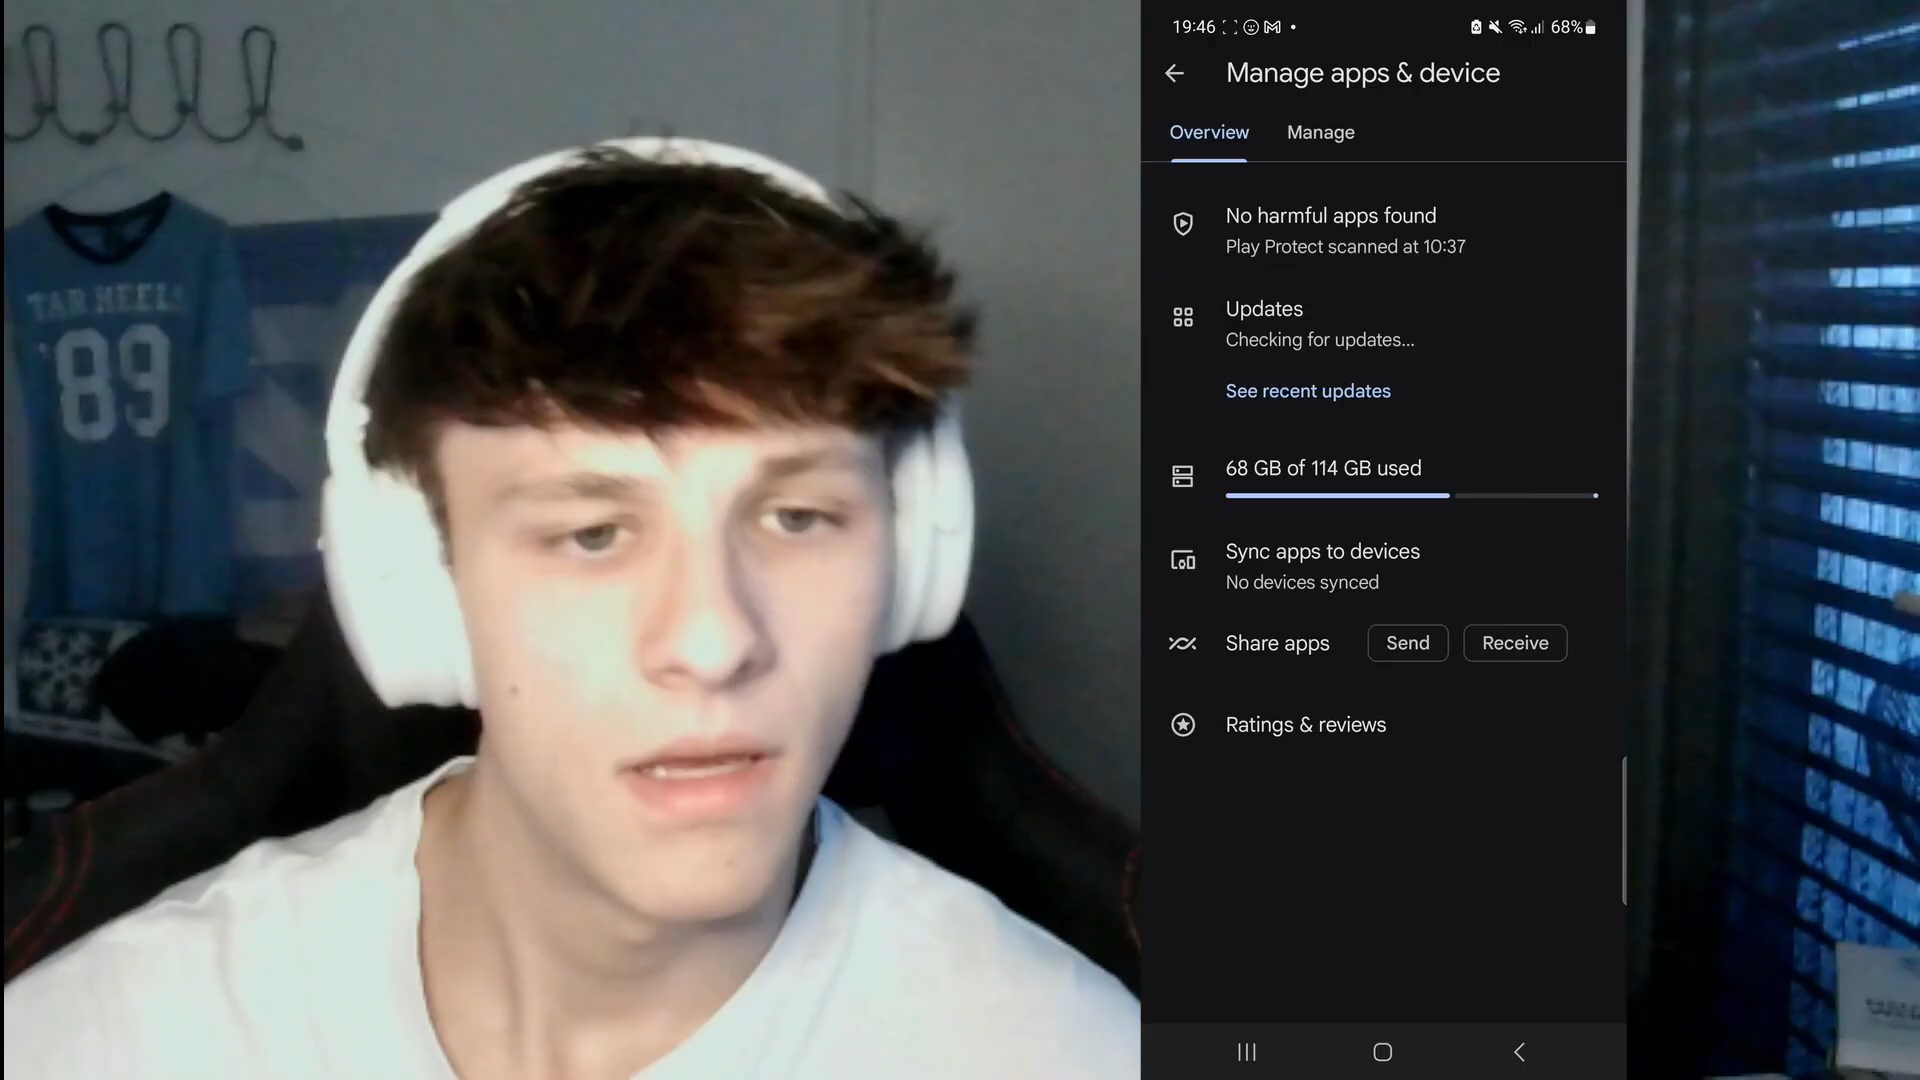 TAR HEELS
89
19:46
68%
Manage apps & device
Overview
Manage
No harmful apps found
Play Protect scanned at 10:37
Updates
Checking for updates...
See recent updates
68 GB of 114 GB used
Sync apps to devices
No devices synced
Share apps
Send
Receive
Ratings & reviews